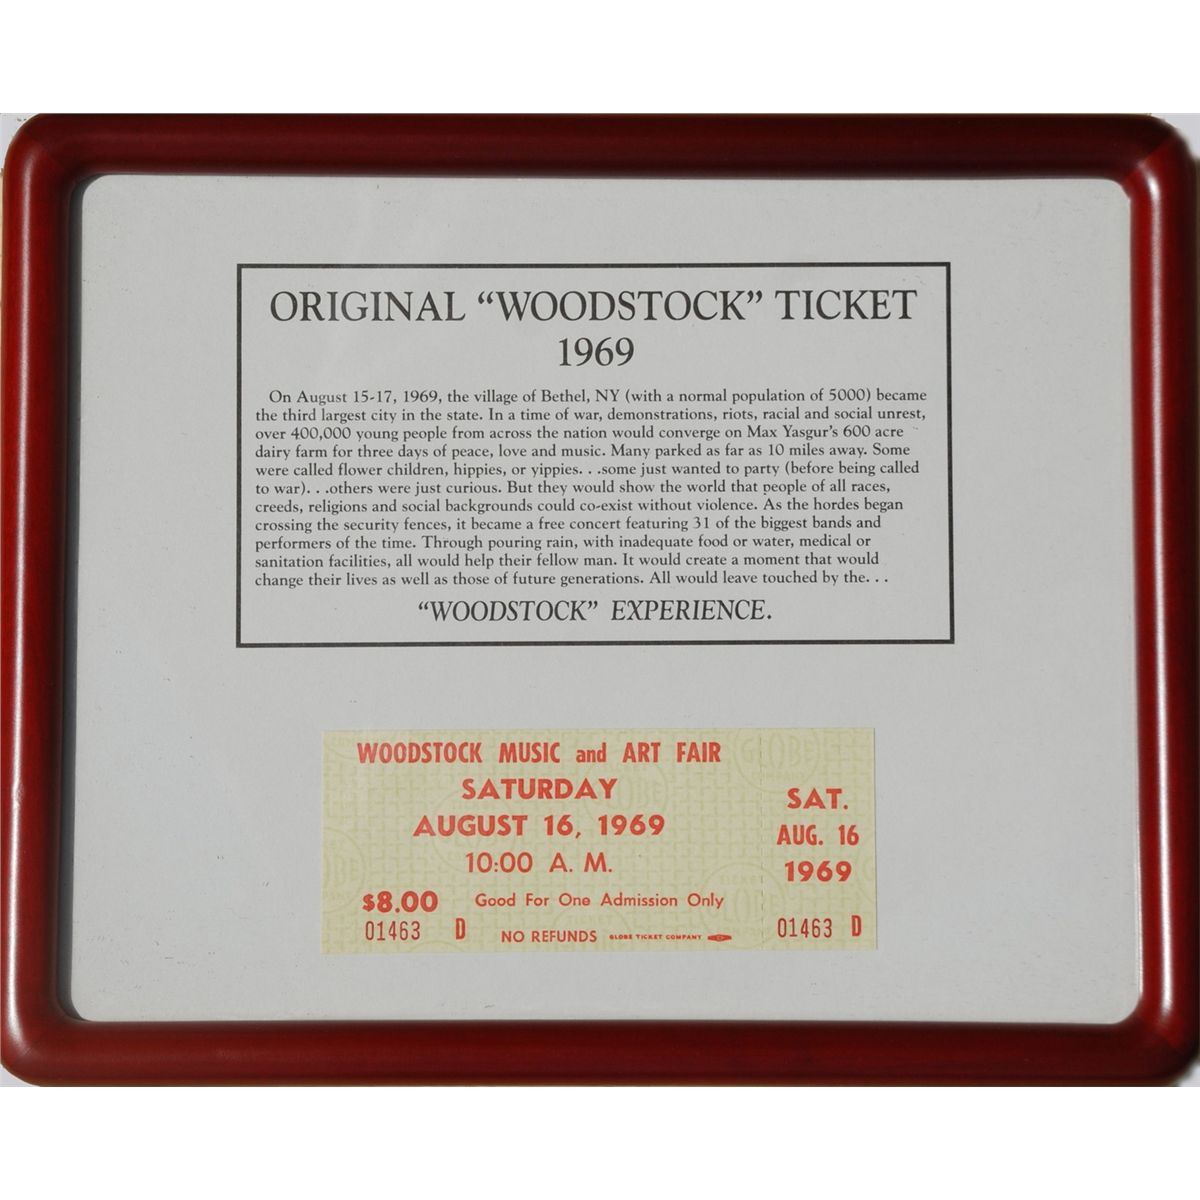 ORIGINAL “WOODSTOCK” TICKET
1969
On August 15-17, 1969, the village of Bethel, NY (with a normal population of 5000) became
the third largest city in the state. In a time of war, demonstrations, riots, racial and social unrest,
over 400,000 young people from across the nation would converge on Max Yasgur’s 600 acre
dairy farm for three days of peace, love and music. Many parked as far as 10 miles away. Some
were called flower children, hippies, or yippies. . .some just wanted to party (before being called
to war). . .others were just curious. But they would show the world that people of all races,
creeds, religions and social backgrounds could co-exist without violence. As the hordes began
crossing the security fences, it became a free concert featuring 31 of the biggest bands and
performers of the time. Through pouring rain, with inadequate food or water, medical or
sanitation facilities, all would help their fellow man. It would create a moment that would
change their lives as well as those of future generations. All would leave touched by the. . .
“WOODSTOCK” EXPERIENCE.
WOODSTOCK MUSIC and ART FAIR
SATURDAY
AUGUST 16, 1969
10:00 A. M.
$8.00 Good For One Admission Only
01463 D NO REFUNDS GLOBE TICKET COMPANY
SAT.
AUG. 16
1969
01463 D